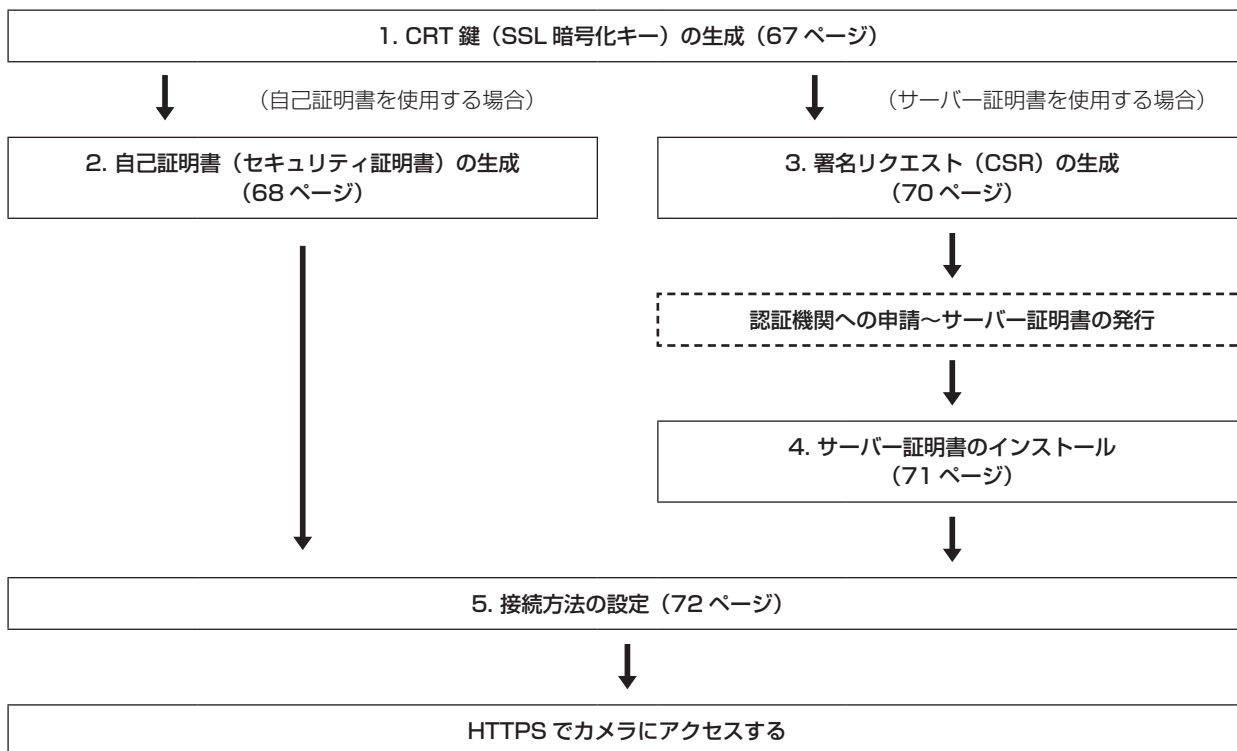 1. CRT 鍵（SSL 暗号化キー）の生成（67 ページ）
（自己証明書を使用する場合）
（サーバー証明書を使用する場合）
2. 自己証明書（セキュリティ証明書）の生成
（68 ページ）
3. 署名リクエスト（CSR）の生成
（70 ページ）
認証機関への申請～サーバー証明書の発行
4. サーバー証明書のインストール
（71 ページ）
5. 接続方法の設定（72 ページ）
HTTPS でカメラにアクセスする